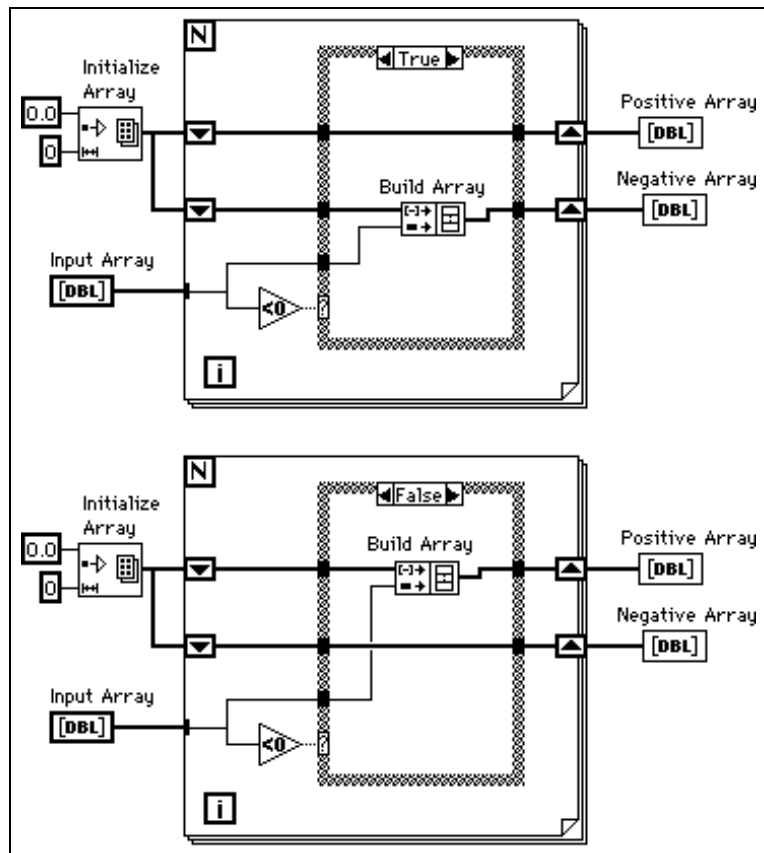 N
True
Initialize
Array
0.0
0
Positive Array
[DBL]
Build Array
Negative Array
[DBL]
Input Array
[DBL]
<0
?
i
N
False
Initialize
Array
0.0
0
Build Array
Positive Array
[DBL]
Negative Array
[DBL]
Input Array
[DBL]
<0
?
i